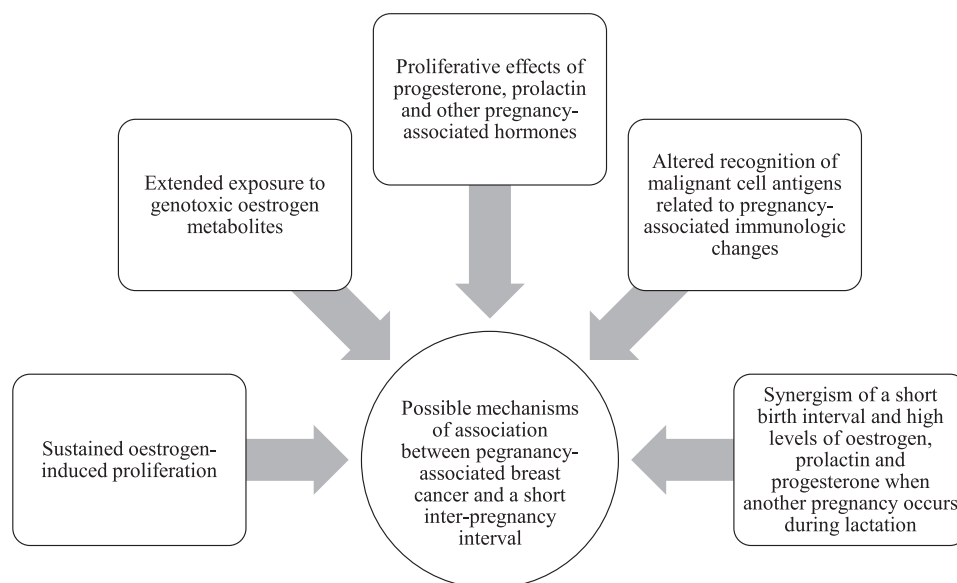 Proliferative effects of
progesterone, prolactin
and other pregnancy-
associated hormones
Extended exposure to
genotoxic oestrogen
metabolites
Altered recognition of
malignant cell antigens
related to pregnancy-
associated immunologic
changes
Sustained oestrogen-
induced proliferation
Possible mechanisms
of association
between pegranancy-
associated breast
cancer and a short
inter-pregnancy
interval
Synergism of a short
birth interval and high
levels of oestrogen,
prolactin and
progesterone when
another pregnancy occurs
during lactation